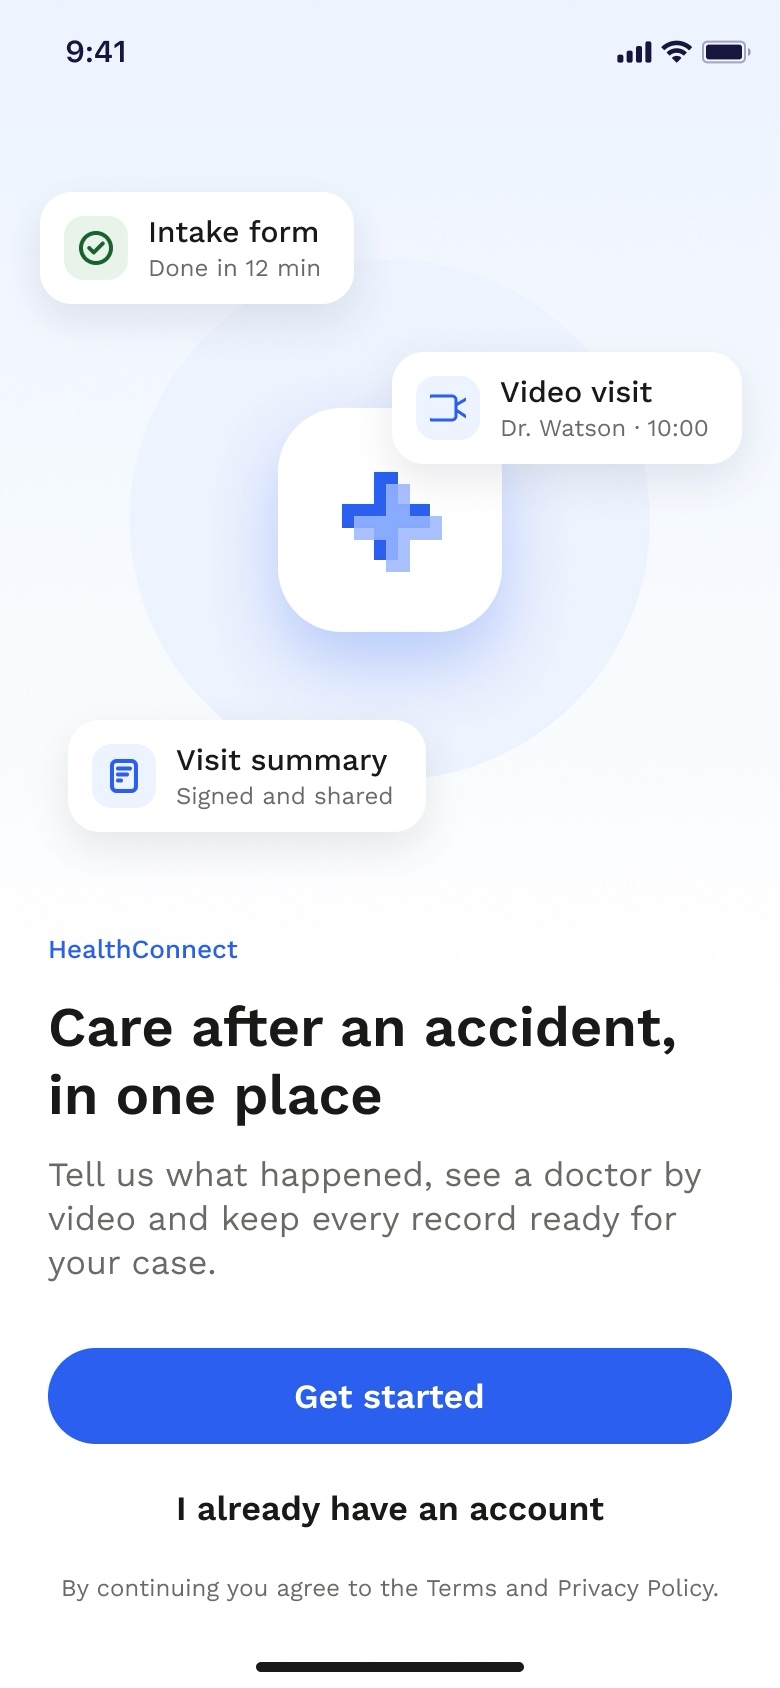 9:41
Intake form
Done in 12 min
Video visit
Dr. Watson · 10:00
Visit summary
Signed and shared
HealthConnect
Care after an accident,
in one place
Tell us what happened, see a doctor by
video and keep every record ready for
your case.
Get started
I already have an account
By continuing you agree to the Terms and Privacy Policy.